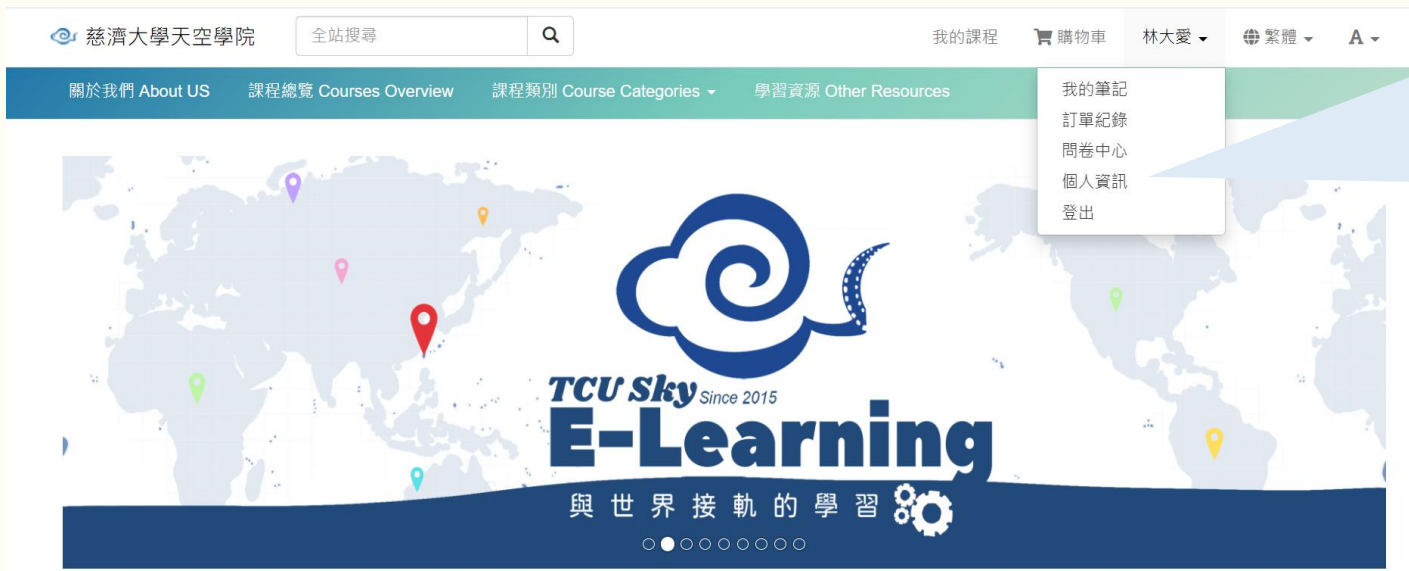 慈濟大學天空學院
全站搜尋
我的課程
購物車
林大愛
繁體
A
關於我們 About US
課程總覽 Courses Overview
課程類別 Course Categories
學習資源 Other Resources
我的筆記
訂單紀錄
問卷中心
個人資訊
登出
TCU Sky Since 2015
E-Learning
與世界接軌的學習